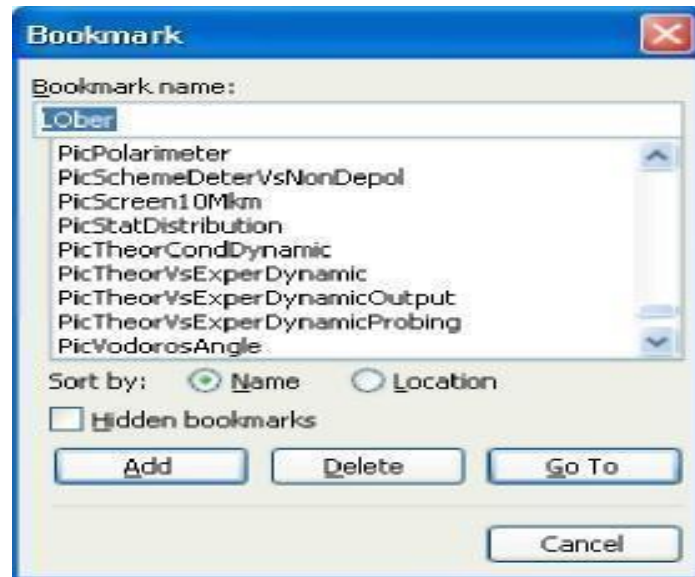 Bookmark
Bookmark name:
LOber
PicPolarimeter
PicSchemeDeterVsNonDepol
PicScreen10Mkm
PicStatDistribution
PicTheorCondDynamic
PicTheorVsExperDynamic
PicTheorVsExperDynamicOutput
PicTheorVsExperDynamicProbing
PicVodorosAngle
Sort by: Name Location
Hidden bookmarks
Add Delete Go To
Cancel